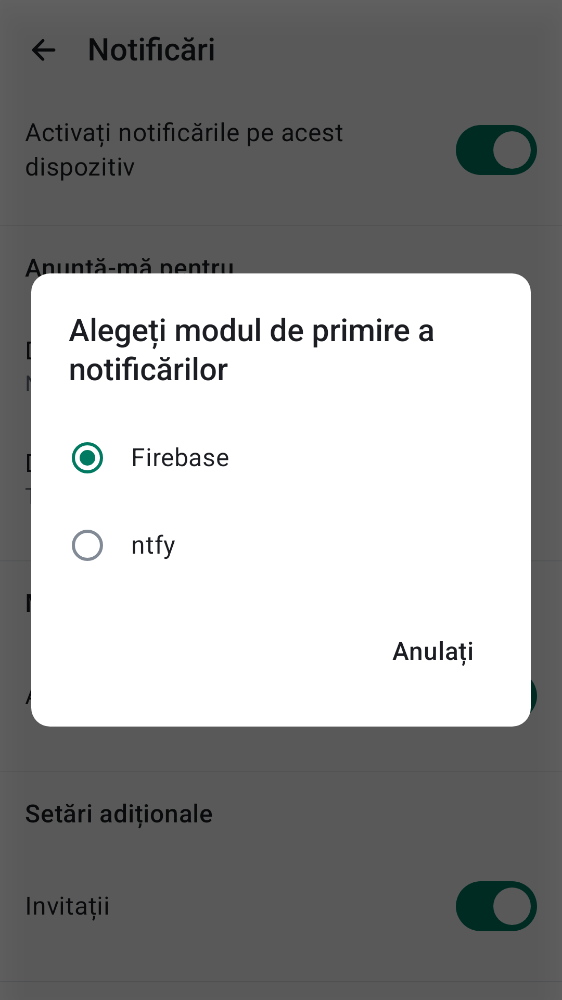 Notificări
Activați notificările pe acest
dispozitiv
Anunță-mă pentru
Alegeți modul de primire a
notificărilor
Firebase
ntfy
Anulați
Setări adiționale
Invitații